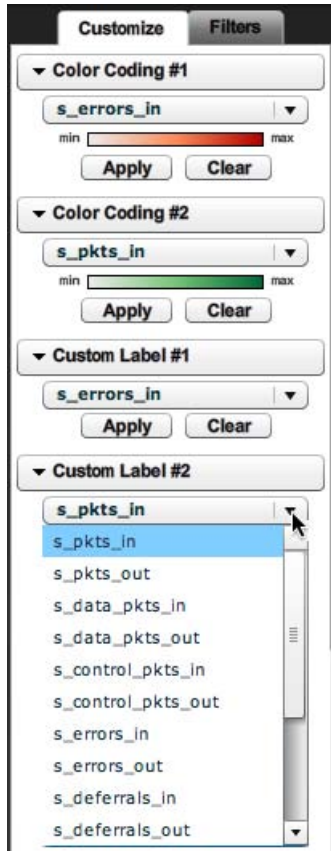 Customize Filters
Color Coding #1
s_errors_in
min max
Apply Clear
Color Coding #2
s_pkts_in
min max
Apply Clear
Custom Label #1
s_errors_in
Apply Clear
Custom Label #2
s_pkts_in
s_pkts_in
s_pkts_out
s_data_pkts_in
s_data_pkts_out
s_control_pkts_in
s_control_pkts_out
s_errors_in
s_errors_out
s_deferrals_in
s_deferrals_out